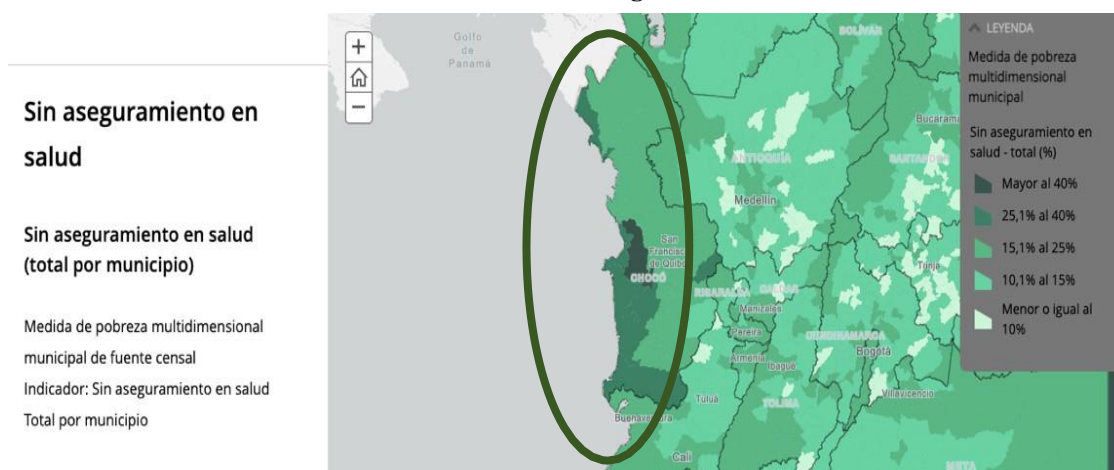 Sin aseguramiento en
salud
Sin aseguramiento en salud
(total por municipio)
Medida de pobreza multidimensional
municipal de fuente censal
Indicador: Sin aseguramiento en salud
Total por municipio
+
−
Golfo
de
Panamá
BOLÍVAR
Bucarama
ANTIOQUIA
SANTANDER
Medellín
San
Francisco
de Quibd
CHOCÓ
Tunja
RISARALDA
CALDAS
Manizales
Pereira
CUNDINAMARCA
Bogotá
Armenia
Ibagué
Tuluá
TOLIMA
Villavicencio
Buenaventura
Cali
META
LEYENDA
Medida de pobreza
multidimensional
municipal
Sin aseguramiento en
salud - total (%)
Mayor al 40%
25,1% al 40%
15,1% al 25%
10,1% al 15%
Menor o igual al
10%